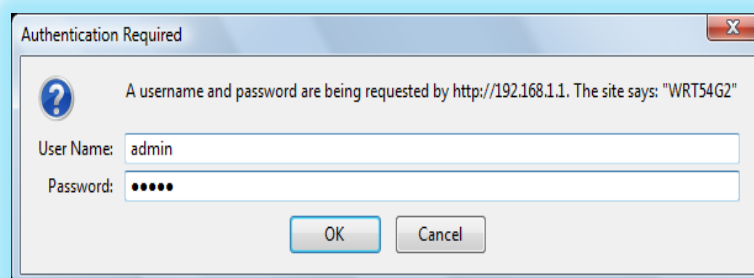 Authentication Required
A username and password are being requested by http://192.168.1.1. The site says: "WRT54G2"
User Name: admin
Password: •••••
OK Cancel